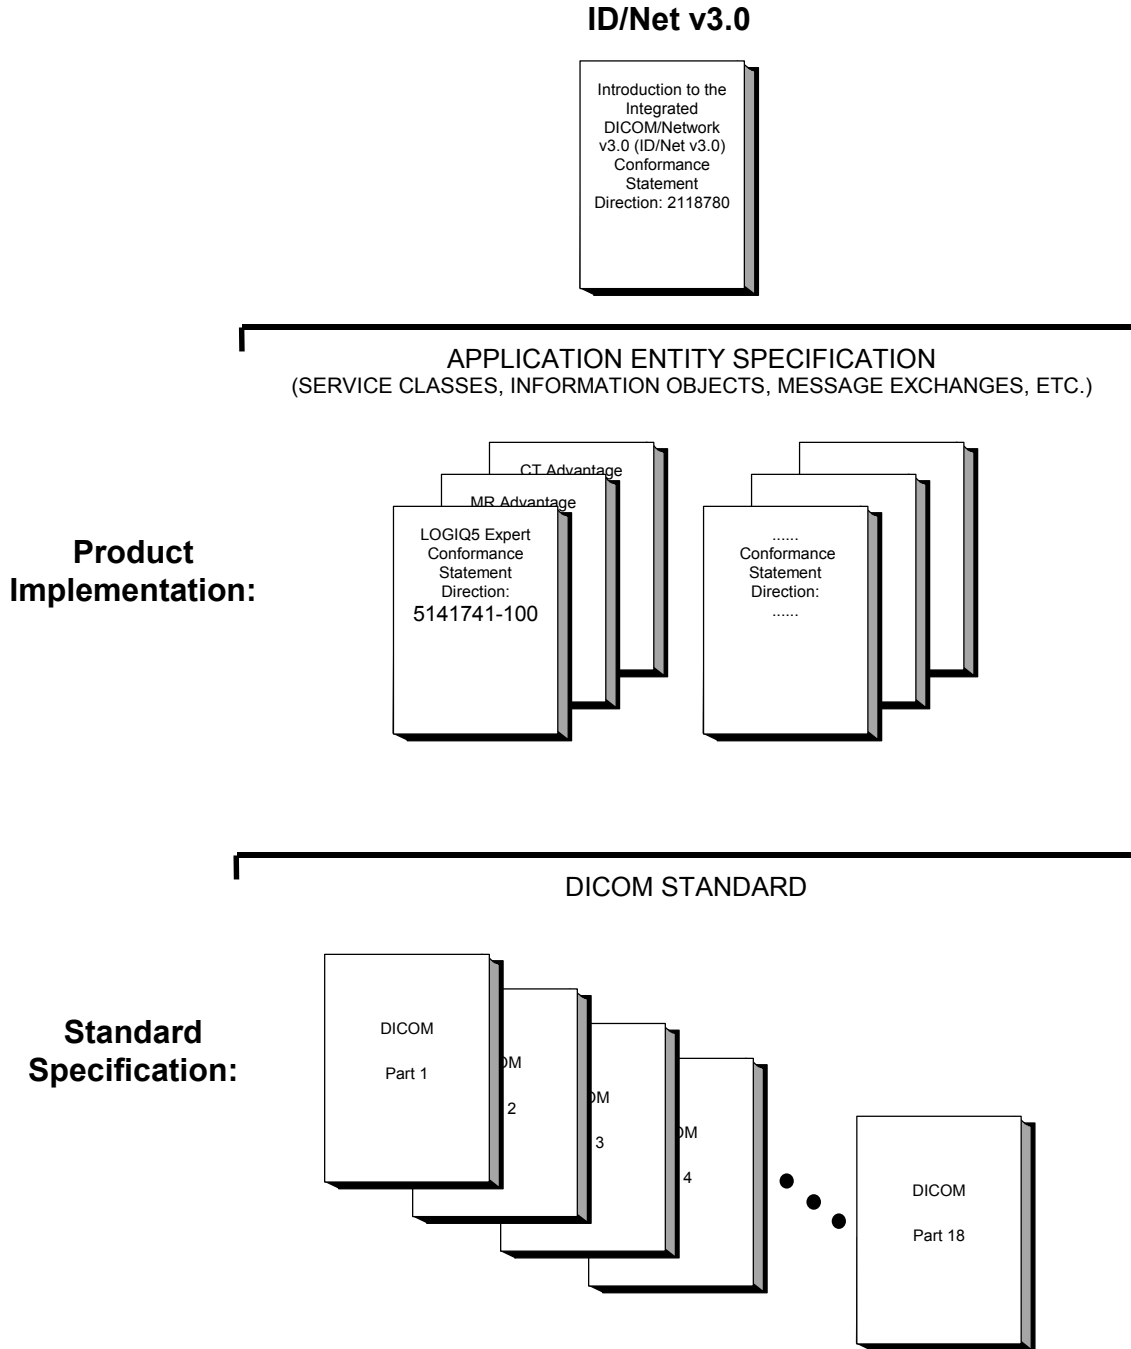 ID/Net v3.0
Introduction to the
Integrated
DICOM/Network
v3.0 (ID/Net v3.0)
Conformance
Statement
Direction: 2118780
APPLICATION ENTITY SPECIFICATION
(SERVICE CLASSES, INFORMATION OBJECTS, MESSAGE EXCHANGES, ETC.)
Product
Implementation:
CT Advantage
MR Advantage
LOGIQ5 Expert
Conformance
Statement
Direction:
5141741-100
......
Conformance
Statement
Direction:
......
DICOM STANDARD
Standard
Specification:
DICOM
Part 1
OM
2
OM
3
OM
4
DICOM
Part 18